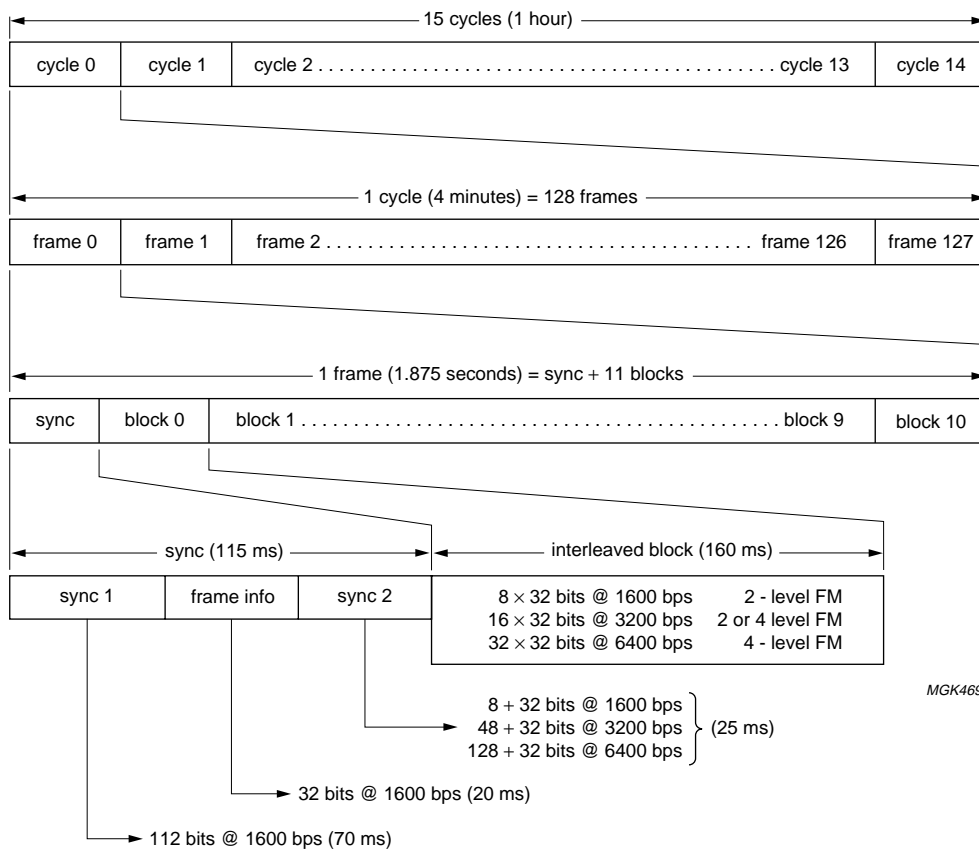 15 cycles (1 hour)
cycle 0 cycle 1 cycle 2 . . . . . . . . . . . . . . . . . . . . . . . . . . . . . . . . . . . cycle 13 cycle 14
1 cycle (4 minutes) = 128 frames
frame 0 frame 1 frame 2 . . . . . . . . . . . . . . . . . . . . . . . . . . . . . . . . . frame 126 frame 127
1 frame (1.875 seconds) = sync + 11 blocks
sync block 0 block 1 . . . . . . . . . . . . . . . . . . . . . . . . . . . . . . . . . . . . . block 9 block 10
sync (115 ms) interleaved block (160 ms)
sync 1 frame info sync 2
8 × 32 bits @ 1600 bps 2 - level FM
16 × 32 bits @ 3200 bps 2 or 4 level FM
32 × 32 bits @ 6400 bps 4 - level FM
MGK469
8 + 32 bits @ 1600 bps
48 + 32 bits @ 3200 bps (25 ms)
128 + 32 bits @ 6400 bps
32 bits @ 1600 bps (20 ms)
112 bits @ 1600 bps (70 ms)